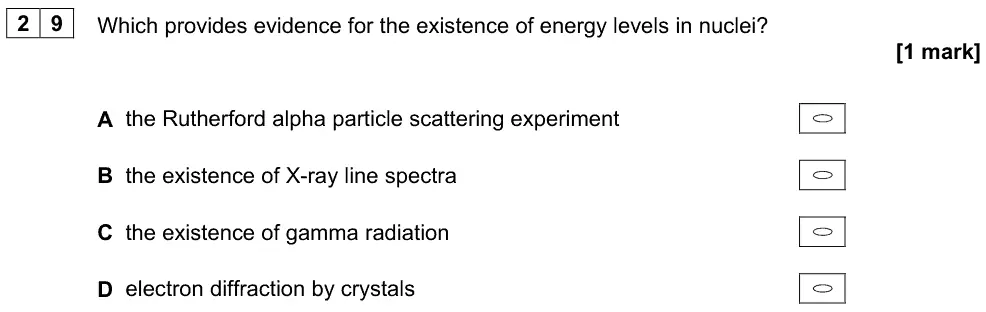 2 9 Which provides evidence for the existence of energy levels in nuclei?
[1 mark]
A the Rutherford alpha particle scattering experiment
B the existence of X-ray line spectra
C the existence of gamma radiation
D electron diffraction by crystals